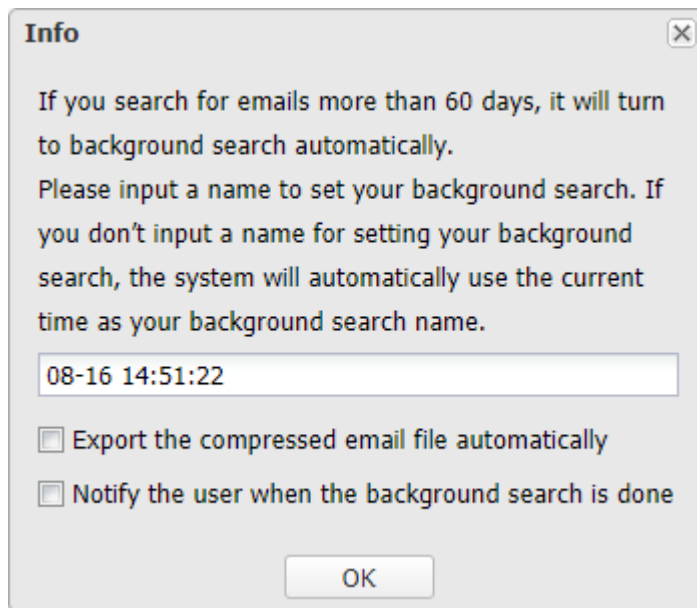 Info
If you search for emails more than 60 days, it will turn
to background search automatically.
Please input a name to set your background search. If
you don't input a name for setting your background
search, the system will automatically use the current
time as your background search name.
08-16 14:51:22
Export the compressed email file automatically
Notify the user when the background search is done
OK